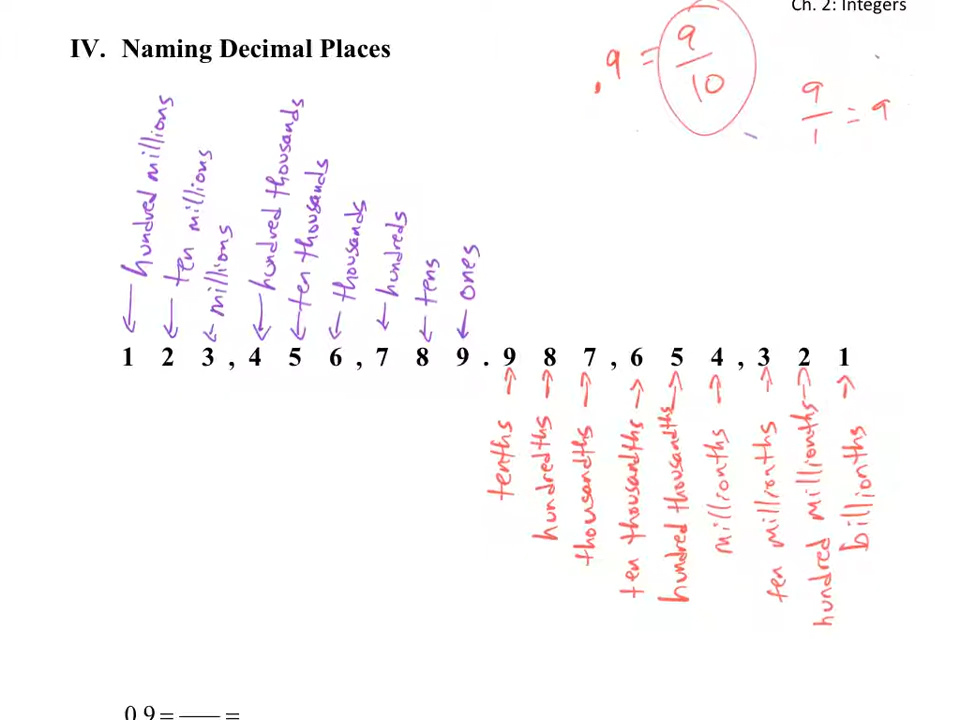 Ch. 2: Integers
IV. Naming Decimal Places
.9 = 9/10
9/1 = 9
← hundred millions
← ten millions
← millions
← hundred thousands
← ten thousands
← thousands
← hundreds
← tens
← ones
1 2 3 , 4 5 6 , 7 8 9 . 9 8 7 , 6 5 4 , 3 2 1
tenths →
hundredths →
thousandths →
ten thousandths →
hundred thousandths →
millionths →
ten millionths →
hundred millionths →
billionths →
0.9 = ___ =